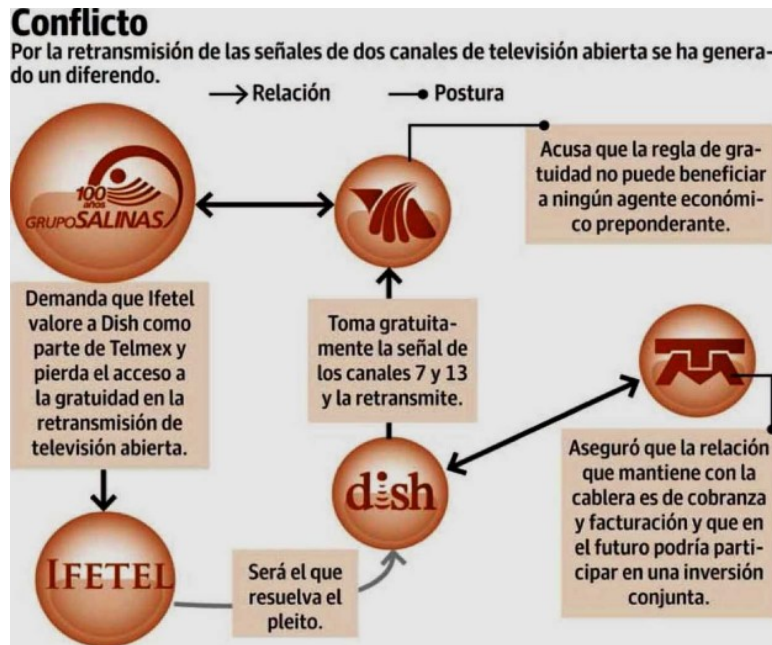 Conflicto
Por la retransmisión de las señales de dos canales de televisión abierta se ha genera-
do un diferendo.
Relación
Postura
100
años
GRUPOSALINAS
Acusa que la regla de gra-
tuidad no puede beneficiar
a ningún agente económi-
co preponderante.
Demanda que Ifetel
valore a Dish como
parte de Telmex y
pierda el acceso a
la gratuidad en la
retransmisión de
televisión abierta.
Toma gratuita-
mente la señal de
los canales 7 y 13
y la retransmite.
dish
Aseguró que la relación
que mantiene con la
cablera es de cobranza
y facturación y que en
el futuro podría parti-
cipar en una inversión
conjunta.
IFETEL
Será el que
resuelva el
pleito.